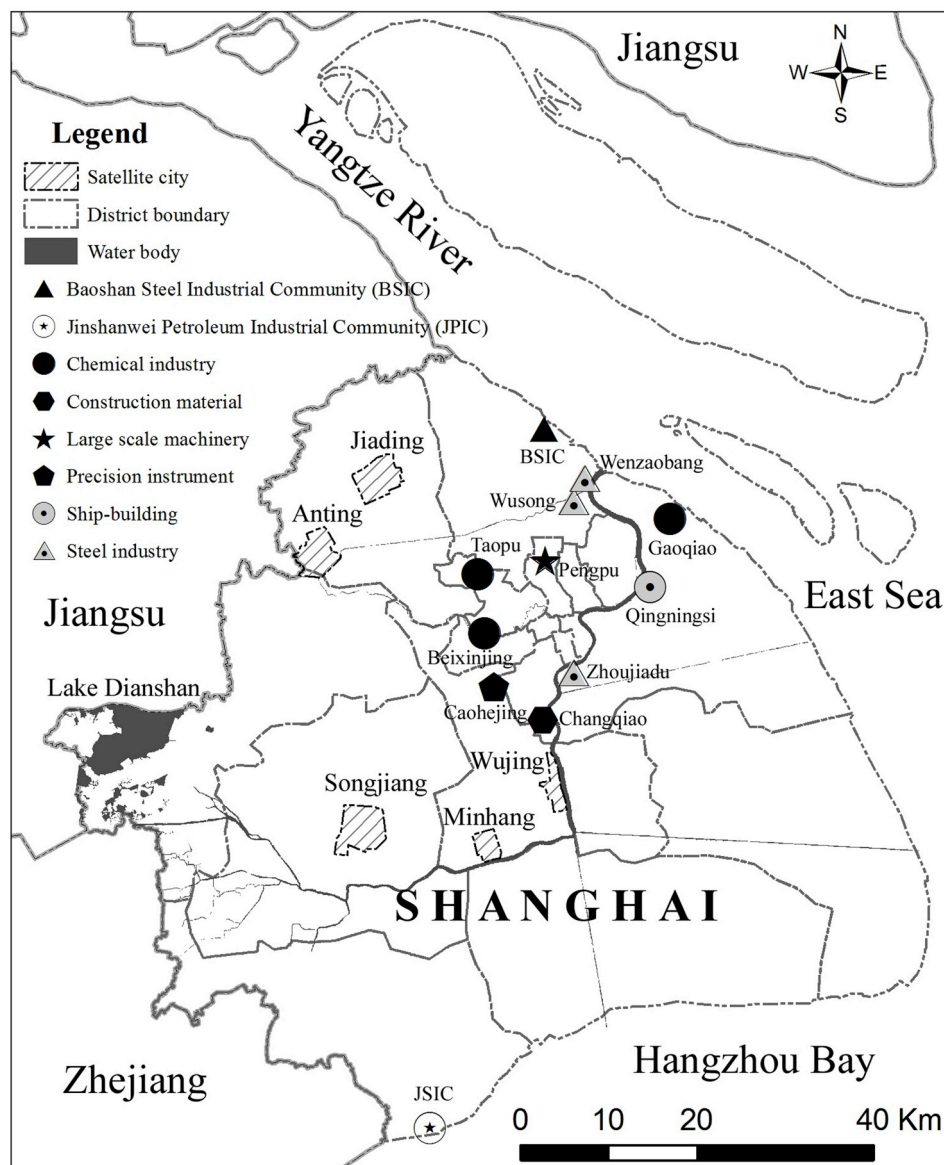 Jiangsu
N
W E
S
Yangtze River
Legend
Satellite city
District boundary
Water body
Baoshan Steel Industrial Community (BSIC)
Jinshanwei Petroleum Industrial Community (JPIC)
Chemical industry
Construction material
Large scale machinery
Precision instrument
Ship-building
Steel industry
Jiading
BSIC
Wenzaobang
Wusong
Anting
Gaoqiao
Taopu
Pengpu
Jiangsu
East Sea
Qingningsi
Beixinjing
Zhoujiadu
Lake Dianshan
Caohejing
Changqiao
Wujing
Songjiang
Minhang
SHANGHAI
Zhejiang
Hangzhou Bay
JSIC
0 10 20 40 Km